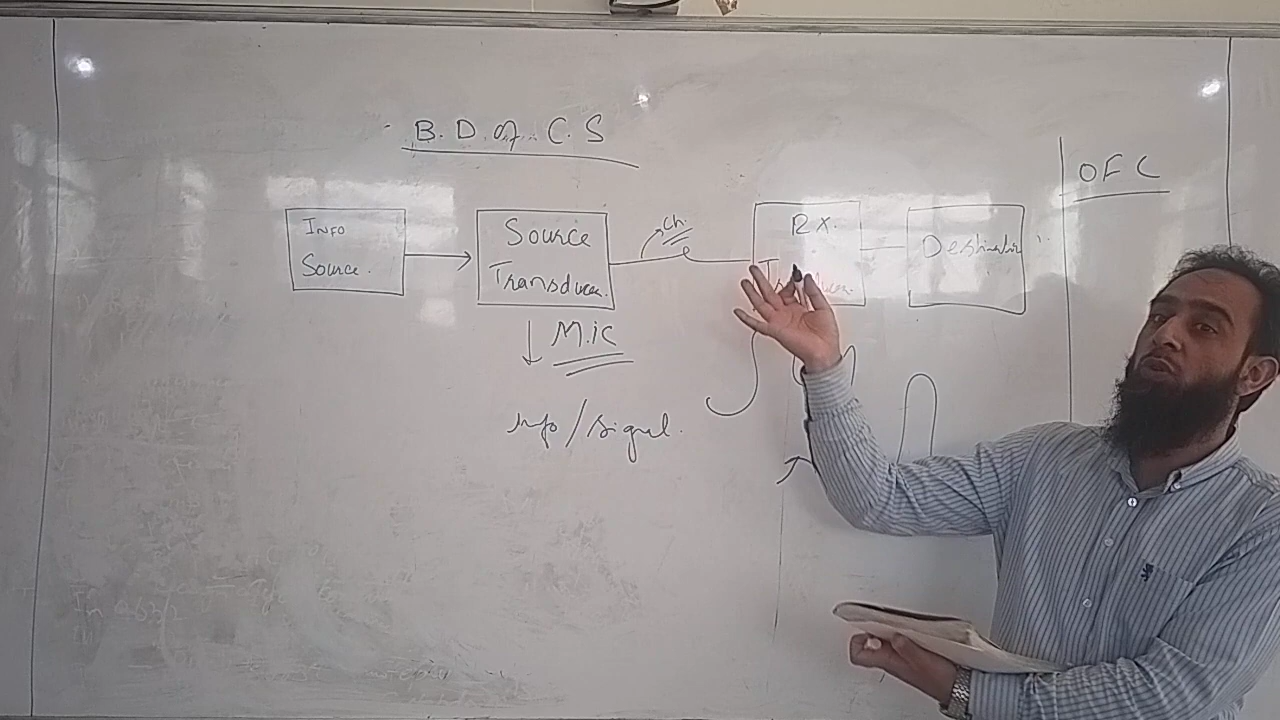 B. D. of C. S
OFC
Info
Source.
Source
Transducer.
ch.
RX.
Transducer.
Destination
Mic
Info/signal.